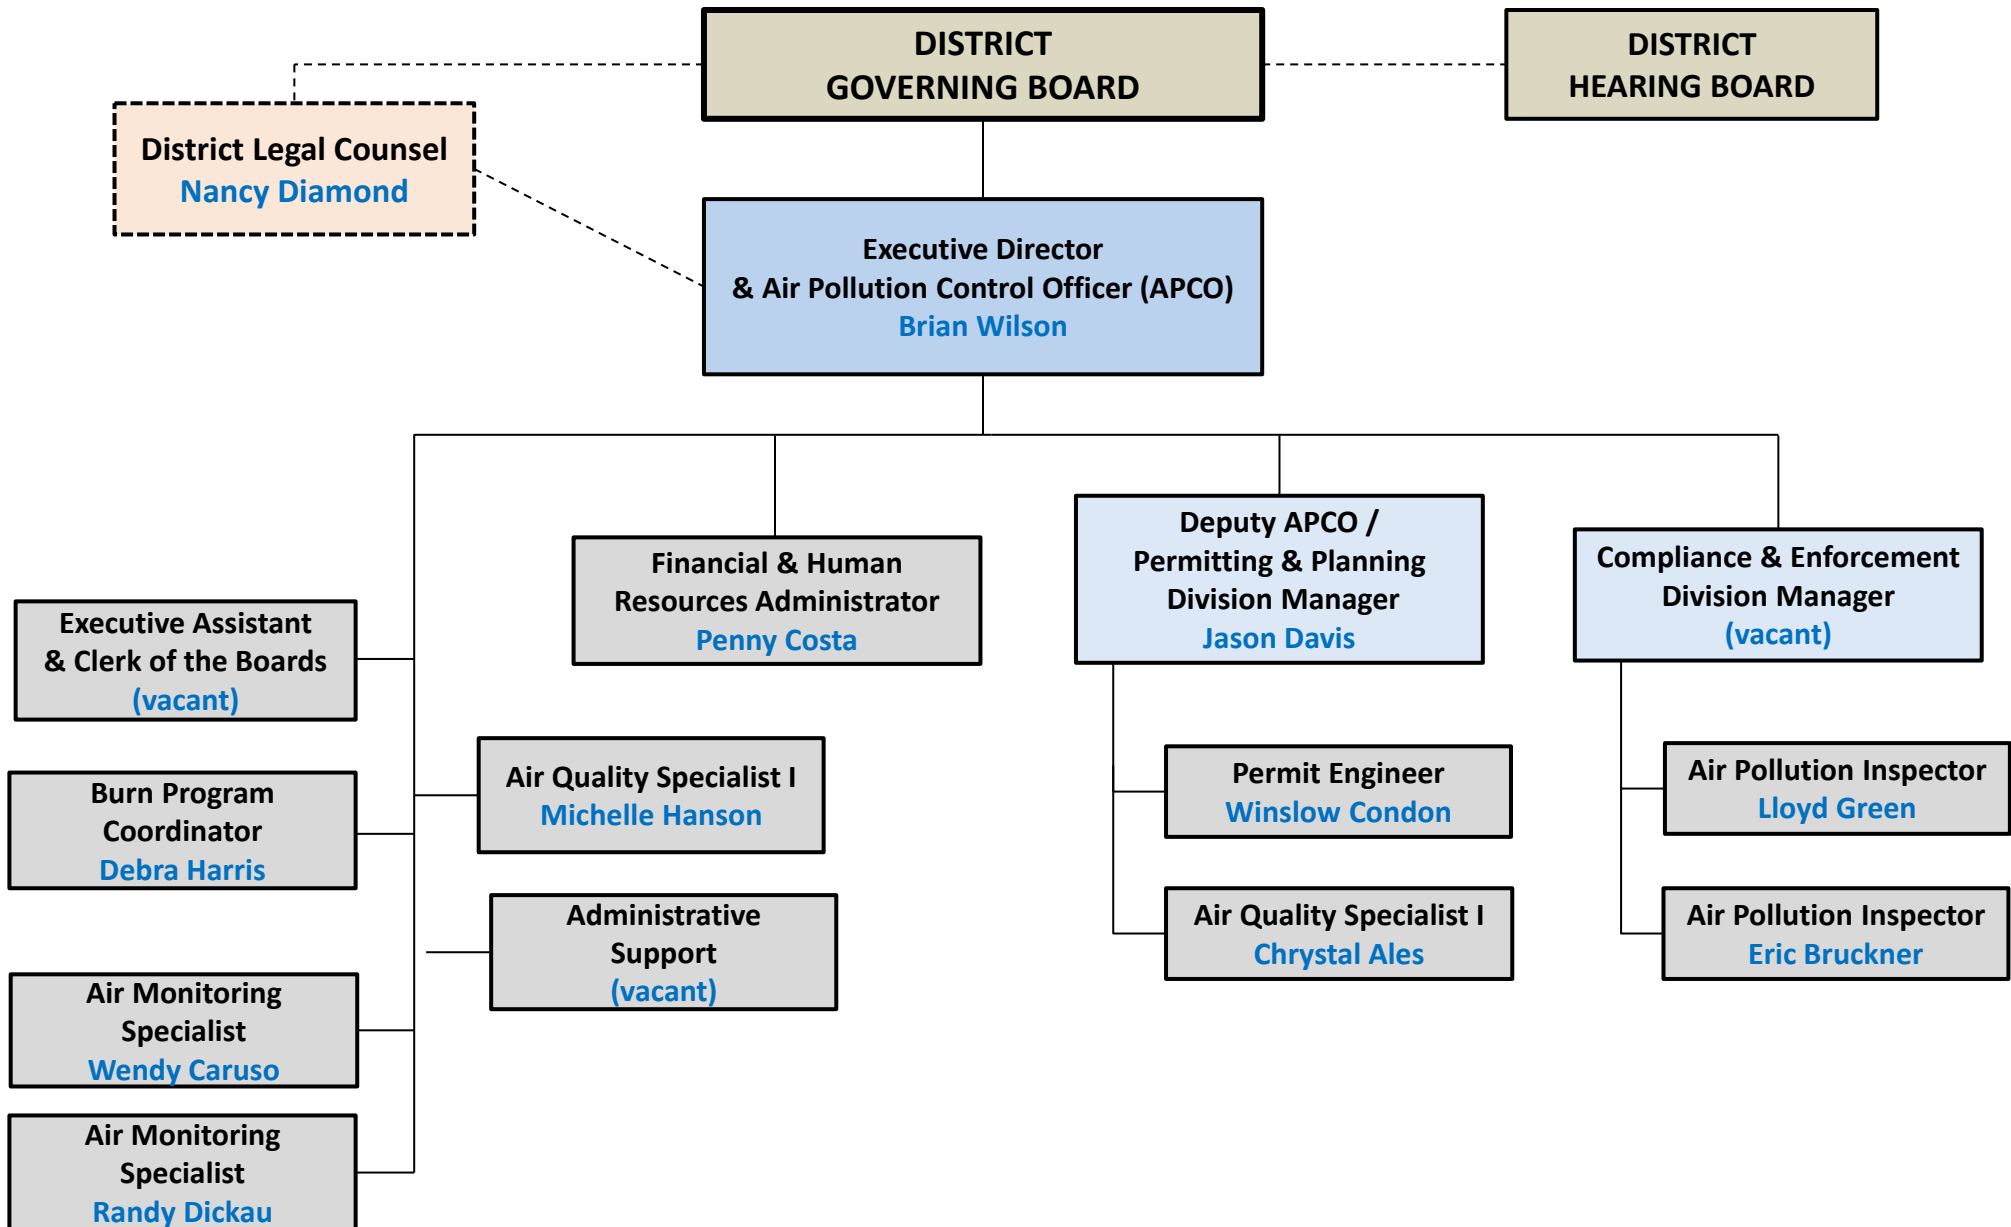 DISTRICT
GOVERNING BOARD
DISTRICT
HEARING BOARD
District Legal Counsel
Nancy Diamond
Executive Director
& Air Pollution Control Officer (APCO)
Brian Wilson
Financial & Human
Resources Administrator
Penny Costa
Deputy APCO /
Permitting & Planning
Division Manager
Jason Davis
Compliance & Enforcement
Division Manager
(vacant)
Executive Assistant
& Clerk of the Boards
(vacant)
Air Quality Specialist I
Michelle Hanson
Permit Engineer
Winslow Condon
Air Pollution Inspector
Lloyd Green
Burn Program
Coordinator
Debra Harris
Administrative
Support
(vacant)
Air Quality Specialist I
Chrystal Ales
Air Pollution Inspector
Eric Bruckner
Air Monitoring
Specialist
Wendy Caruso
Air Monitoring
Specialist
Randy Dickau